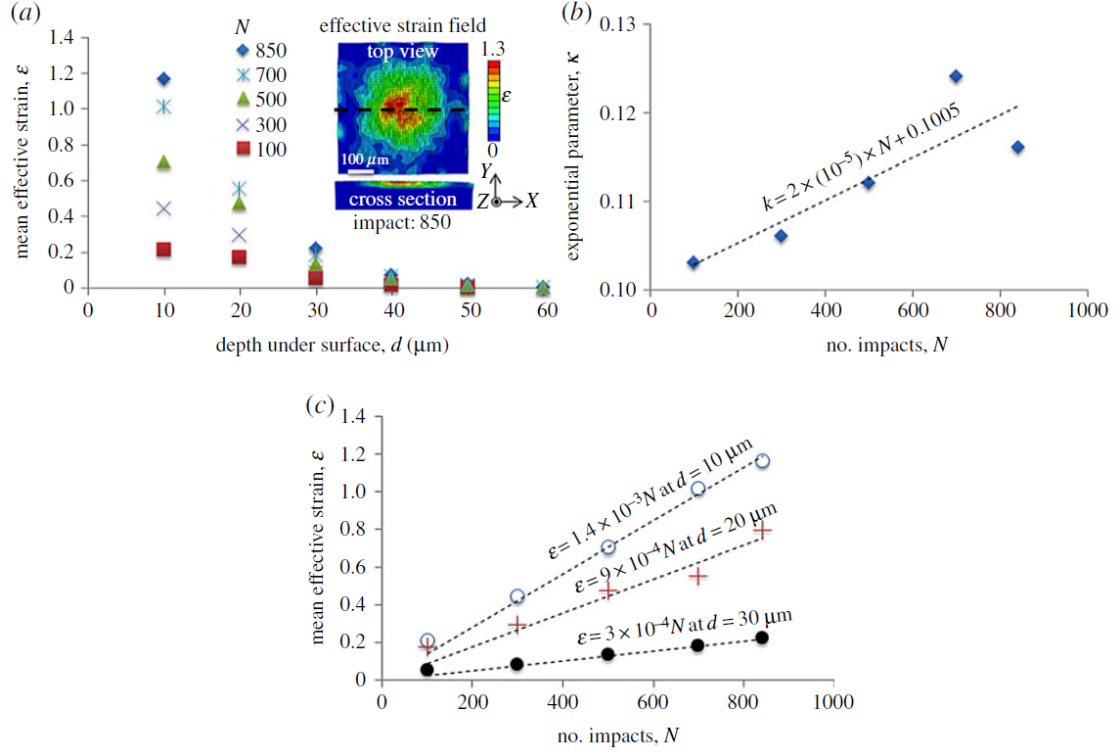 (a)
1.4
1.2
1.0
0.8
0.6
0.4
0.2
0
mean effective strain, ε
0 10 20 30 40 50 60
depth under surface, d (μm)
N
850
700
500
300
100
effective strain field
top view
100 μm
1.3
ε
0
cross section
Y
Z X
impact: 850
(b)
0.13
0.12
0.11
0.10
exponential parameter, κ
k = 2 × (10⁻⁵) × N + 0.1005
0 200 400 600 800 1000
no. impacts, N
(c)
1.4
1.2
1.0
0.8
0.6
0.4
0.2
0
mean effective strain, ε
ε = 1.4 × 10⁻³N at d = 10 μm
ε = 9 × 10⁻⁴N at d = 20 μm
ε = 3 × 10⁻⁴N at d = 30 μm
0 200 400 600 800 1000
no. impacts, N